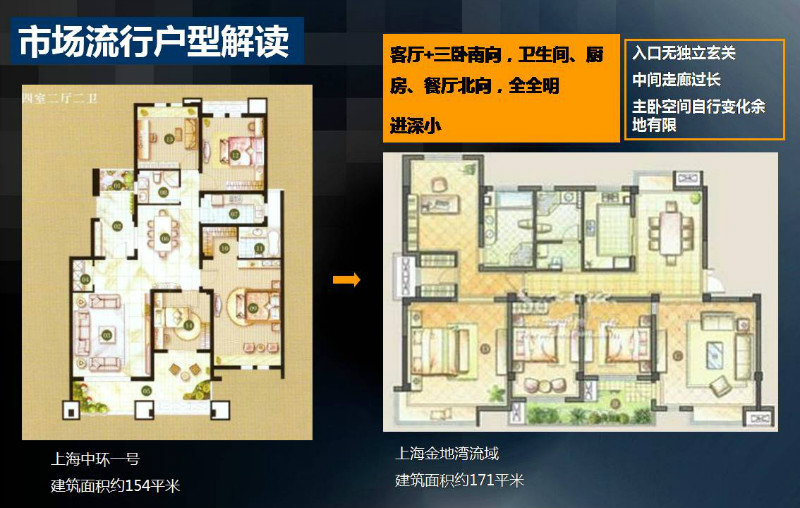 市场流行户型解读
客厅+三卧南向，卫生间、厨
房、餐厅北向，全全明
进深小
入口无独立玄关
中间走廊过长
主卧空间自行变化余
地有限
四室二厅二卫
上海中环一号
建筑面积约154平米
上海金地湾流域
建筑面积约171平米